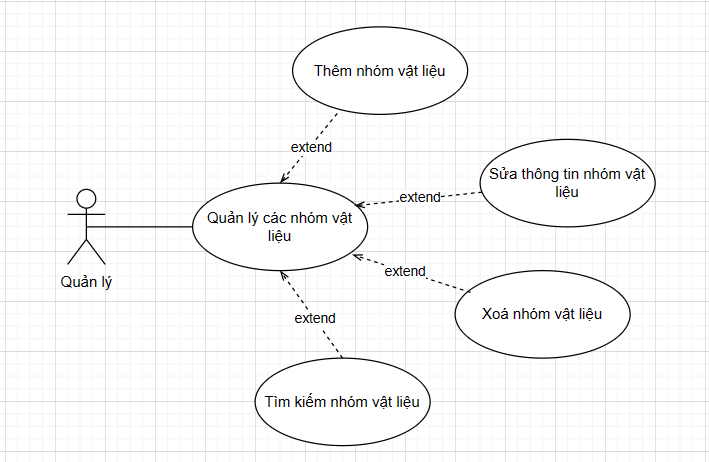 Thêm nhóm vật liệu
extend
Sửa thông tin nhóm vật
liệu
extend
Quản lý các nhóm vật
liệu
Quản lý
extend
Xoá nhóm vật liệu
extend
Tìm kiếm nhóm vật liệu